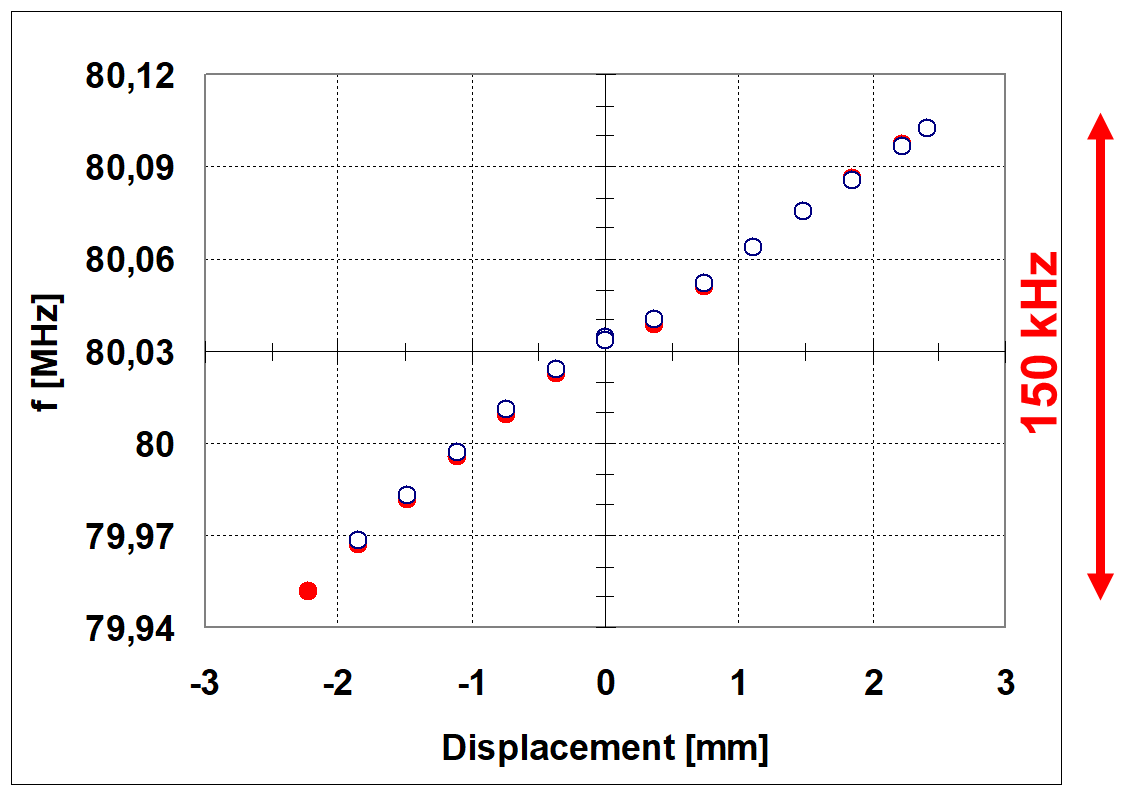 80,12
80,09
80,06
80,03
80
79,97
79,94
f [MHz]
-3 -2 -1 0 1 2 3
Displacement [mm]
150 kHz